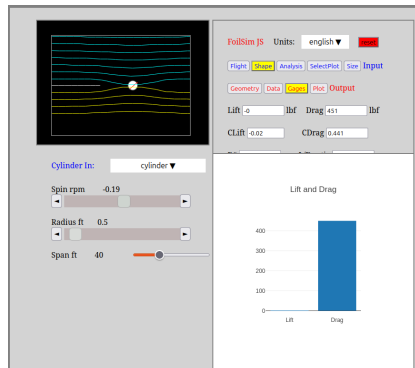 FoilSim JS Units: english ▼ reset
Flight Shape Analysis SelectPlot Size Input
Geometry Data Gages Plot Output
Lift -0 lbf Drag 451 lbf
CLift -0.02 CDrag 0.441
Cylinder In: cylinder ▼
Spin rpm -0.19
Radius ft 0.5
Span ft 40
Lift and Drag
400
300
200
100
0
Lift Drag